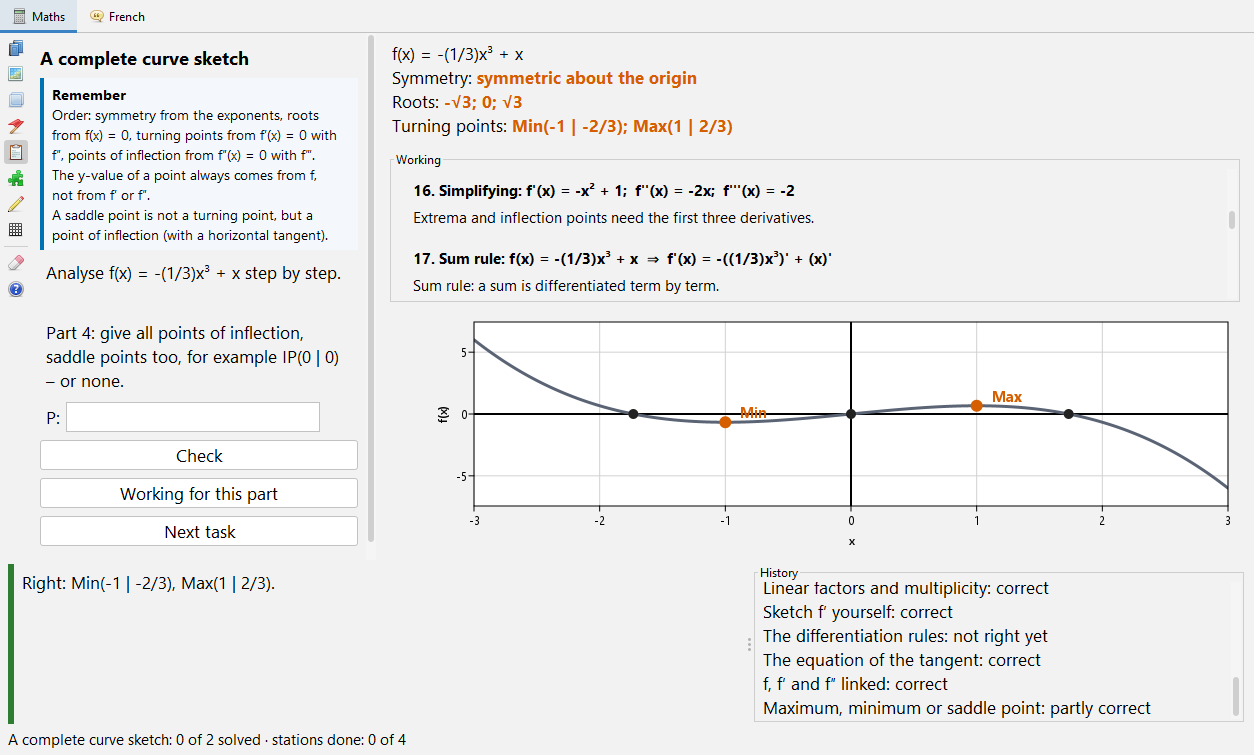 Maths
French
A complete curve sketch
Remember
Order: symmetry from the exponents, roots
from f(x) = 0, turning points from f′(x) = 0 with
f″, points of inflection from f″(x) = 0 with f‴.
The y-value of a point always comes from f,
not from f′ or f″.
A saddle point is not a turning point, but a
point of inflection (with a horizontal tangent).
Analyse f(x) = -(1/3)x³ + x step by step.
Part 4: give all points of inflection,
saddle points too, for example IP(0 | 0)
– or none.
P:
Check
Working for this part
Next task
f(x) = -(1/3)x³ + x
Symmetry: symmetric about the origin
Roots: -√3; 0; √3
Turning points: Min(-1 | -2/3); Max(1 | 2/3)
Working
16. Simplifying: f'(x) = -x² + 1; f''(x) = -2x; f'''(x) = -2
Extrema and inflection points need the first three derivatives.
17. Sum rule: f(x) = -(1/3)x³ + x ⇒ f'(x) = -((1/3)x³)' + (x)'
Sum rule: a sum is differentiated term by term.
5
0
-5
f(x)
Min
Max
-3 -2 -1 0 1 2 3
x
Right: Min(-1 | -2/3), Max(1 | 2/3).
History
Linear factors and multiplicity: correct
Sketch f′ yourself: correct
The differentiation rules: not right yet
The equation of the tangent: correct
f, f′ and f″ linked: correct
Maximum, minimum or saddle point: partly correct
A complete curve sketch: 0 of 2 solved · stations done: 0 of 4